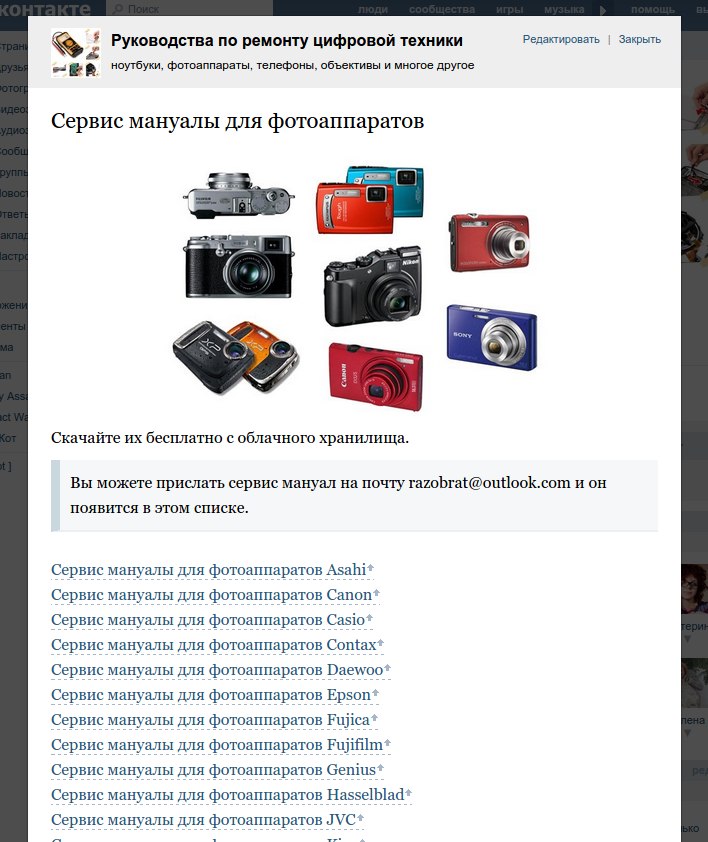 контакте
Поиск
люди сообщества игры музыка помощь
Руководства по ремонту цифровой техники
Редактировать | Закрыть
ноутбуки, фотоаппараты, телефоны, объективы и многое другое
Сервис мануалы для фотоаппаратов
Nikon
SONY
Canon
XP
Скачайте их бесплатно с облачного хранилища.
Вы можете прислать сервис мануал на почту razobrat@outlook.com и он
появится в этом списке.
Сервис мануалы для фотоаппаратов Asahi
Сервис мануалы для фотоаппаратов Canon
Сервис мануалы для фотоаппаратов Casio
Сервис мануалы для фотоаппаратов Contax
Сервис мануалы для фотоаппаратов Daewoo
Сервис мануалы для фотоаппаратов Epson
Сервис мануалы для фотоаппаратов Fujica
Сервис мануалы для фотоаппаратов Fujifilm
Сервис мануалы для фотоаппаратов Genius
Сервис мануалы для фотоаппаратов Hasselblad
Сервис мануалы для фотоаппаратов JVC